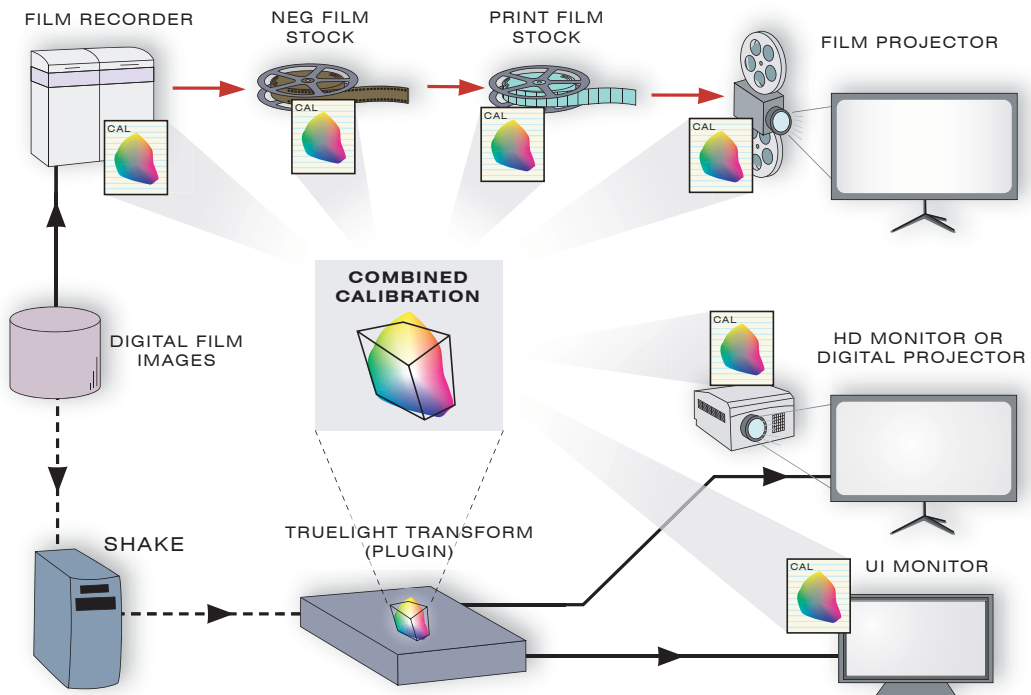 FILM RECORDER
NEG FILM
STOCK
PRINT FILM
STOCK
FILM PROJECTOR
CAL
CAL
CAL
CAL
COMBINED
CALIBRATION
DIGITAL FILM
IMAGES
CAL
HD MONITOR OR
DIGITAL PROJECTOR
SHAKE
TRUELIGHT TRANSFORM
(PLUGIN)
CAL
UI MONITOR